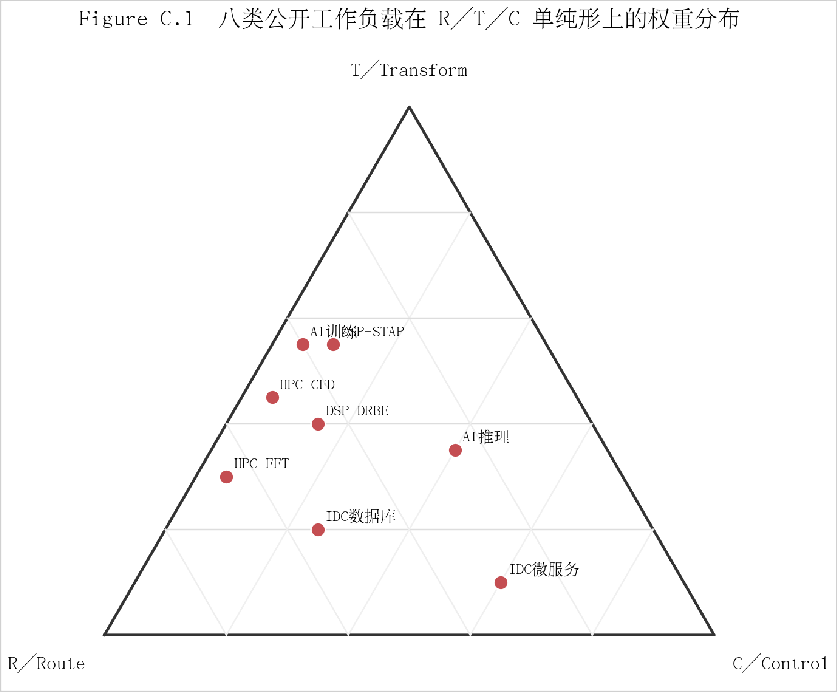 Figure C.1 八类公开工作负载在 R／T／C 单纯形上的权重分布
T／Transform
AI训练
DSP-STAP
HPC-CFD
DSP-DRBE
AI推理
HPC-FFT
IDC数据库
IDC微服务
R／Route
C／Control